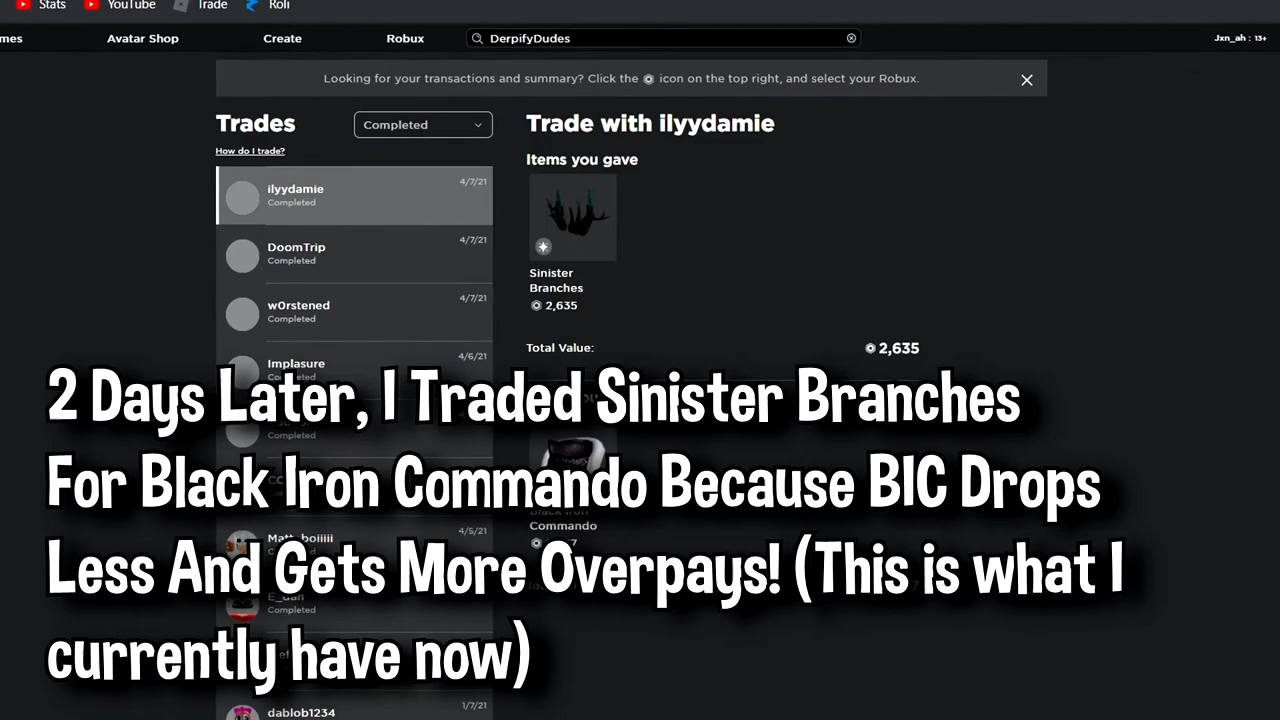 Stats
YouTube
Trade
Roli
mes
Avatar Shop
Create
Robux
DerpifyDudes
Jxn_ah : 13+
Looking for your transactions and summary? Click the icon on the top right, and select your Robux.
Trades
Completed
How do I trade?
ilyydamie
Completed
4/7/21
DoomTrip
Completed
4/7/21
w0rstened
Completed
4/7/21
Implasure
4/6/21
Completed
4/5/21
Completed
dablob1234
1/7/21
Trade with ilyydamie
Items you gave
Sinister
Branches
2,635
Total Value:
2,635
Commando
2 Days Later, I Traded Sinister Branches
For Black Iron Commando Because BIC Drops
Less And Gets More Overpays! (This is what I
currently have now)